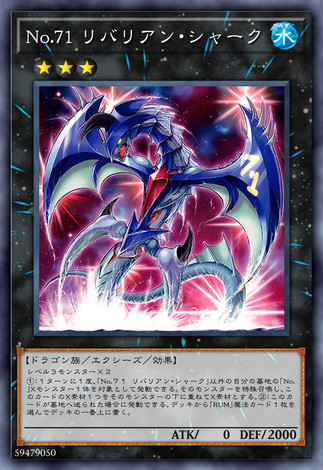 No.71 リバリアン・シャーク
水
71
【ドラゴン族／エクシーズ／効果】
レベル３モンスター×２
①：１ターンに１度、「No.71 リバリアン・シャーク」以外の自分の墓地の「No.
」Xモンスター１体を対象として発動できる。そのモンスターを特殊召喚し、こ
のカードのX素材１つをそのモンスターの下に重ねてX素材とする。②：このカ
ードが墓地へ送られた場合に発動できる。デッキから「RUM」魔法カード１枚を
選んでデッキの一番上に置く。
ATK/ 0 DEF/2000
59479050